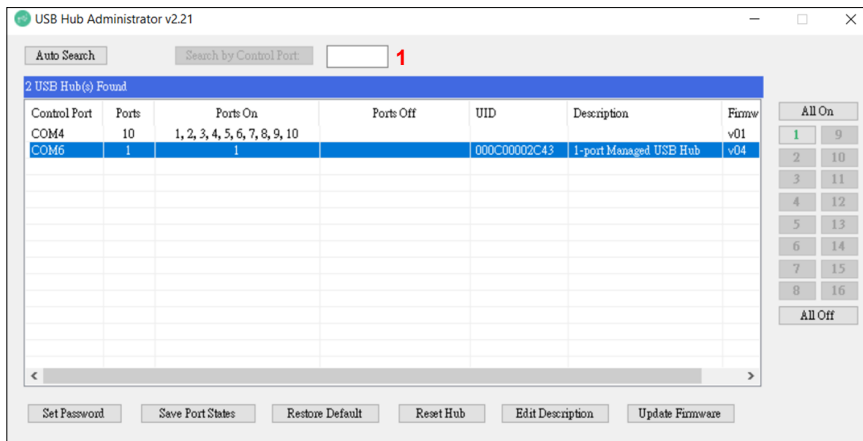 USB Hub Administrator v2.21
Auto Search Search by Control Port: 1
2 USB Hub(s) Found
Control Port Ports Ports On Ports Off UID Description Firmw
COM4 10 1, 2, 3, 4, 5, 6, 7, 8, 9, 10 v01
COM6 1 1 000C00002C43 1-port Managed USB Hub v04
All On
1 9
2 10
3 11
4 12
5 13
6 14
7 15
8 16
All Off
Set Password Save Port States Restore Default Reset Hub Edit Description Update Firmware